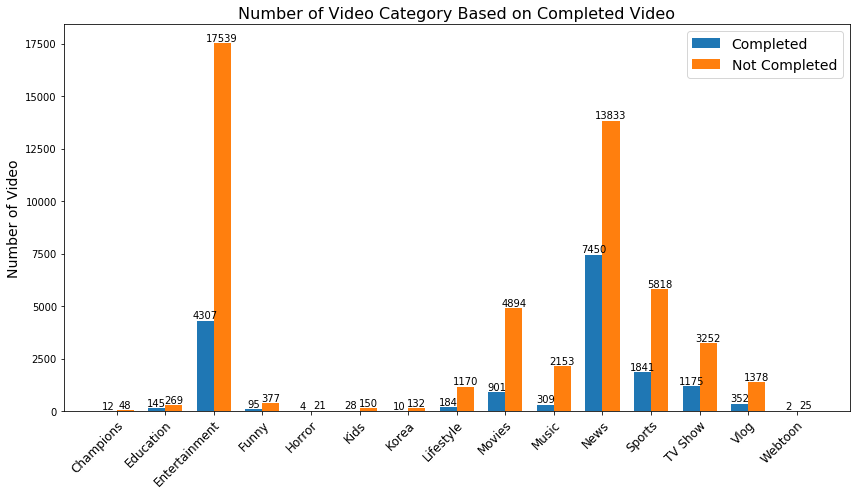 Number of Video Category Based on Completed Video
Completed
Not Completed
Number of Video
17500
15000
12500
10000
7500
5000
2500
0
12 48
145 269
4307 17539
95 377
4 21
28 150
10 132
184 1170
901 4894
309 2153
7450 13833
1841 5818
1175 3252
352 1378
2 25
Champions
Education
Entertainment
Funny
Horror
Kids
Korea
Lifestyle
Movies
Music
News
Sports
TV Show
Vlog
Webtoon